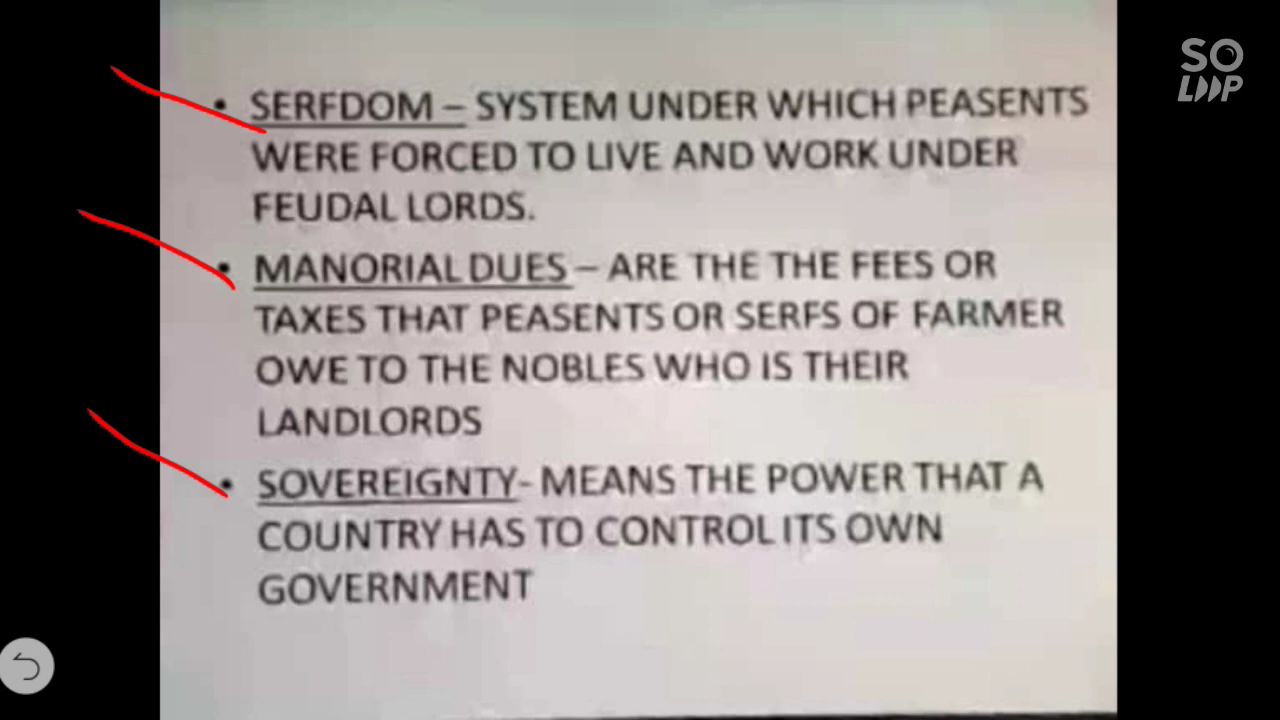 SO
LOOP
• SERFDOM – SYSTEM UNDER WHICH PEASENTS
WERE FORCED TO LIVE AND WORK UNDER
FEUDAL LORDS.
• MANORIAL DUES – ARE THE THE FEES OR
TAXES THAT PEASENTS OR SERFS OF FARMER
OWE TO THE NOBLES WHO IS THEIR
LANDLORDS
• SOVEREIGNTY- MEANS THE POWER THAT A
COUNTRY HAS TO CONTROL ITS OWN
GOVERNMENT